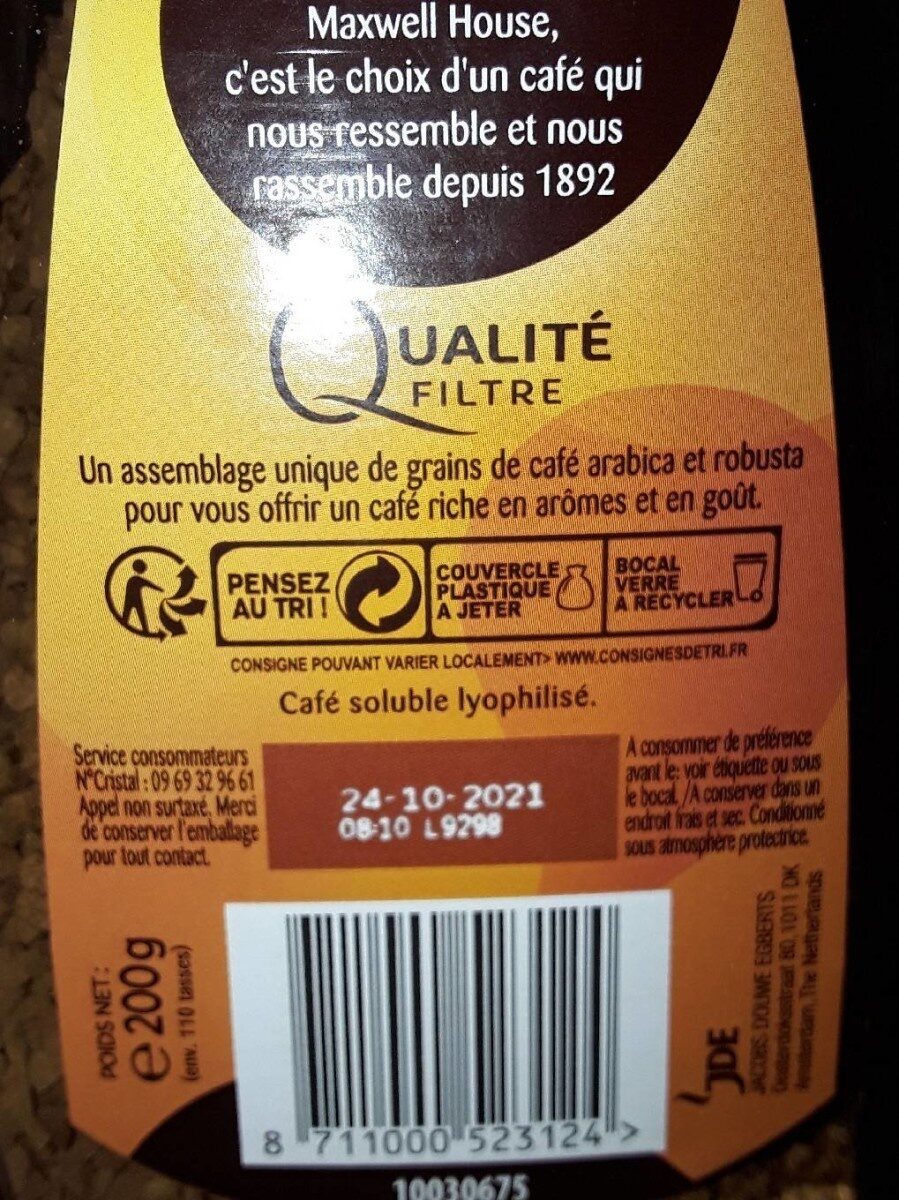 Maxwell House,
c'est le choix d'un café qui
nous ressemble et nous
rassemble depuis 1892
QUALITÉ
FILTRE
Un assemblage unique de grains de café arabica et robusta
pour vous offrir un café riche en arômes et en goût.
PENSEZ
AU TRI !
COUVERCLE
PLASTIQUE
À JETER
BOCAL
VERRE
À RECYCLER
CONSIGNE POUVANT VARIER LOCALEMENT> WWW.CONSIGNESDETRI.FR
Café soluble lyophilisé.
Service consommateurs
N°Cristal : 09 69 32 96 61
Appel non surtaxé. Merci
de conserver l'emballage
pour tout contact.
24-10-2021
08:10 L9298
A consommer de préférence
avant le: voir étiquette ou sous
le bocal. /A conserver dans un
endroit frais et sec. Conditionné
sous atmosphère protectrice.
POIDS NET:
e 200g
(env. 110 tasses)
JDE
JACOBS DOUWE EGBERTS
Oosterdoksstraat 80, 1011 DK
Amsterdam, The Netherlands
8 711000 523124 >
10030675